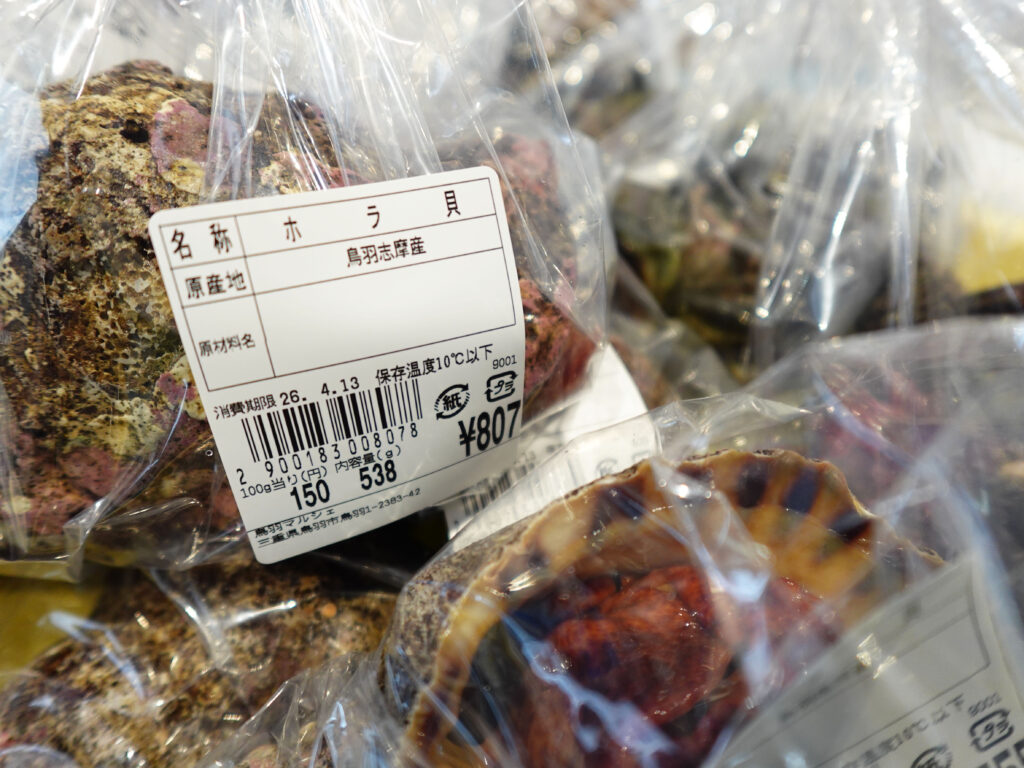 名称 ホラ貝
原産地 鳥羽志摩産
原材料名
消費期限 26. 4.13 保存温度10℃以下
9001
紙 プラ
2 900183 008078
¥807
100g当り(円) 内容量(g)
150 538
鳥羽マルシェ
三重県鳥羽市鳥羽1-2383-42
9001